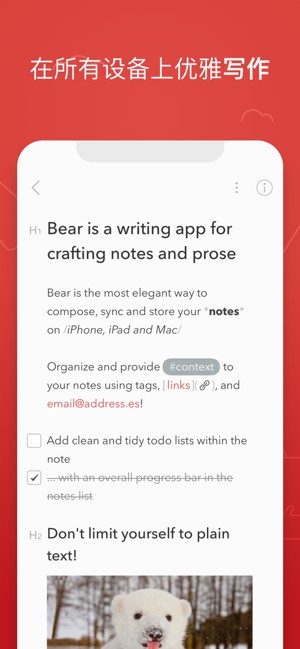 在所有设备上优雅写作
H1 Bear is a writing app for
crafting notes and prose
Bear is the most elegant way to
compose, sync and store your *notes*
on /iPhone, iPad and Mac/
Organize and provide #context to
your notes using tags, [links](), and
email@address.es!
Add clean and tidy todo lists within the
note
... with an overall progress bar in the
notes list
H2 Don't limit yourself to plain
text!